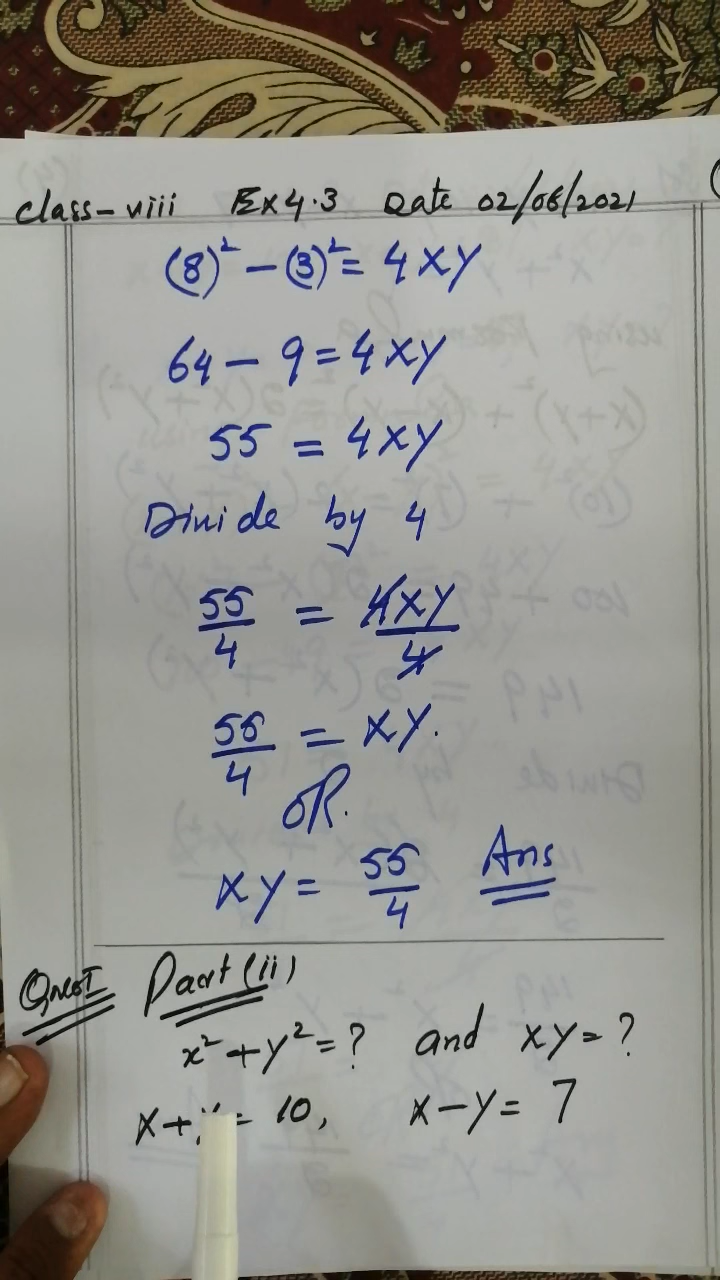 class-viii Ex4.3 Date 02/06/2021
(8)² - (3)² = 4xy
64 - 9 = 4xy
55 = 4xy
Divide by 4
55/4 = 4xy/4
55/4 = xy.
OR.
xy = 55/4 Ans
Quest I Part (ii)
x² + y² = ? and xy = ?
x + y = 10, x - y = 7